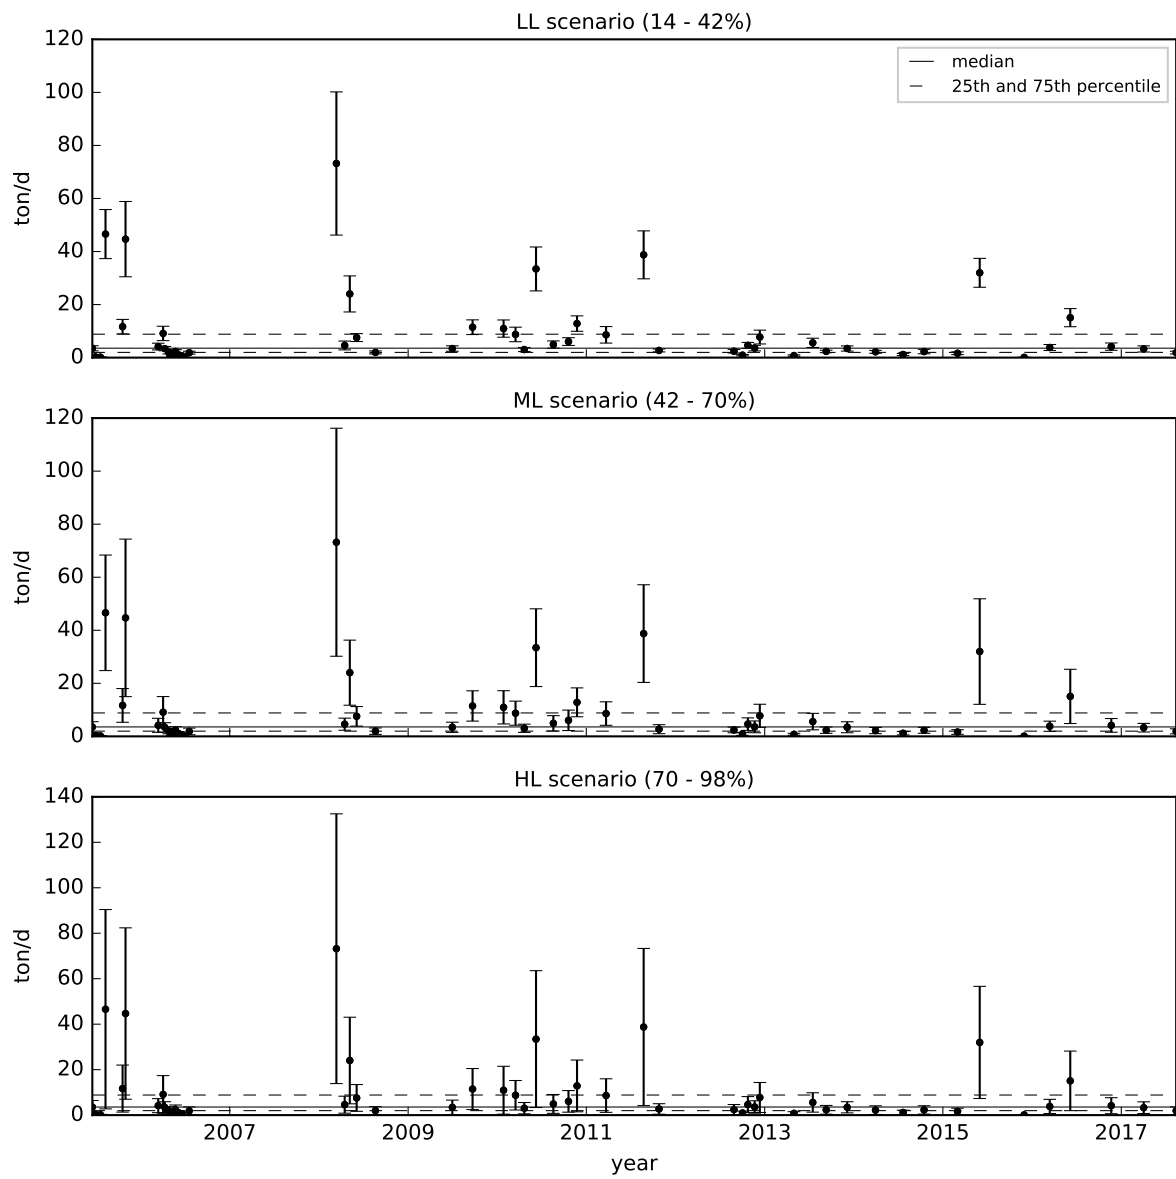 LL scenario (14 - 42%)
120
100
80
60
40
20
0
ton/d
median
25th and 75th percentile
ML scenario (42 - 70%)
120
100
80
60
40
20
0
ton/d
HL scenario (70 - 98%)
140
120
100
80
60
40
20
0
ton/d
2007 2009 2011 2013 2015 2017
year